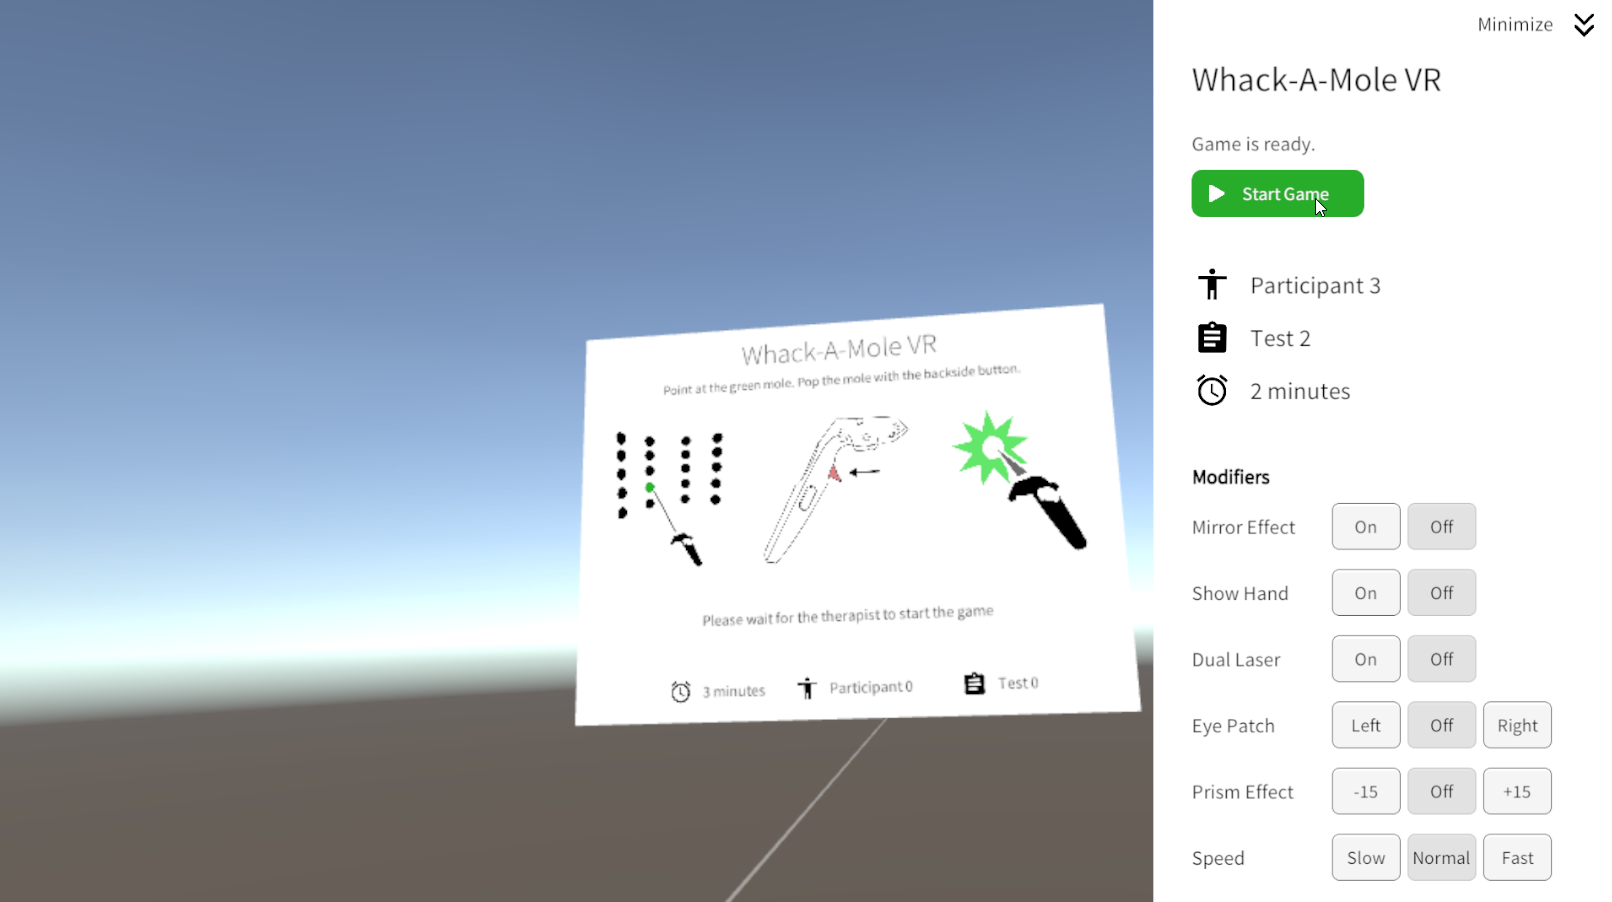 Whack-A-Mole VR
Point at the green mole. Pop the mole with the backside button.
Please wait for the therapist to start the game
3 minutes Participant 0 Test 0
Minimize
Whack-A-Mole VR
Game is ready.
Start Game
Participant 3
Test 2
2 minutes
Modifiers
Mirror Effect On Off
Show Hand On Off
Dual Laser On Off
Eye Patch Left Off Right
Prism Effect -15 Off +15
Speed Slow Normal Fast